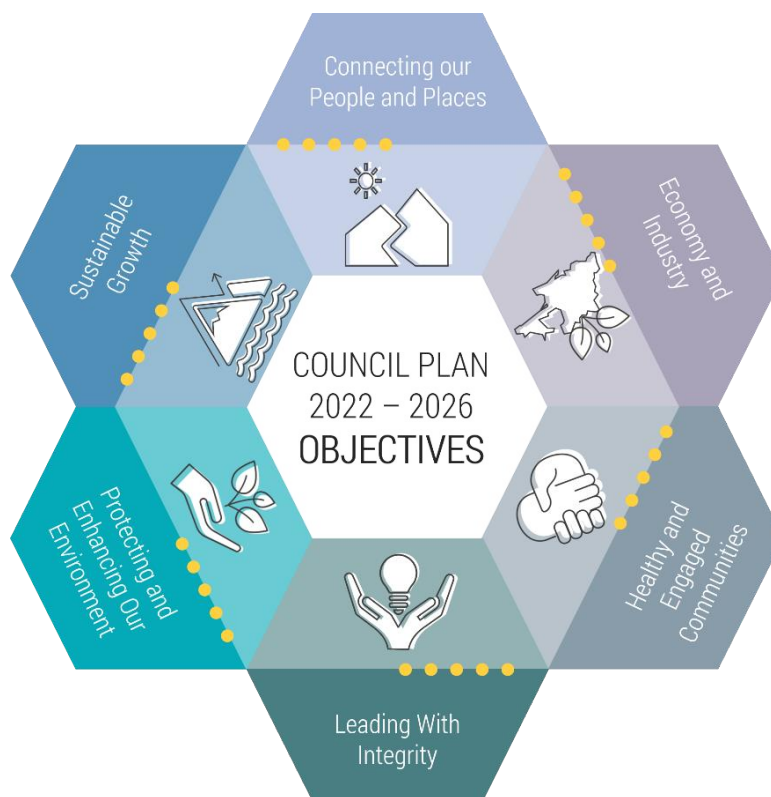 Connecting our
People and Places
Economy and
Industry
Healthy and
Engaged
Communities
Leading With
Integrity
Protecting and
Enhancing Our
Environment
Sustainable
Growth
COUNCIL PLAN
2022 – 2026
OBJECTIVES